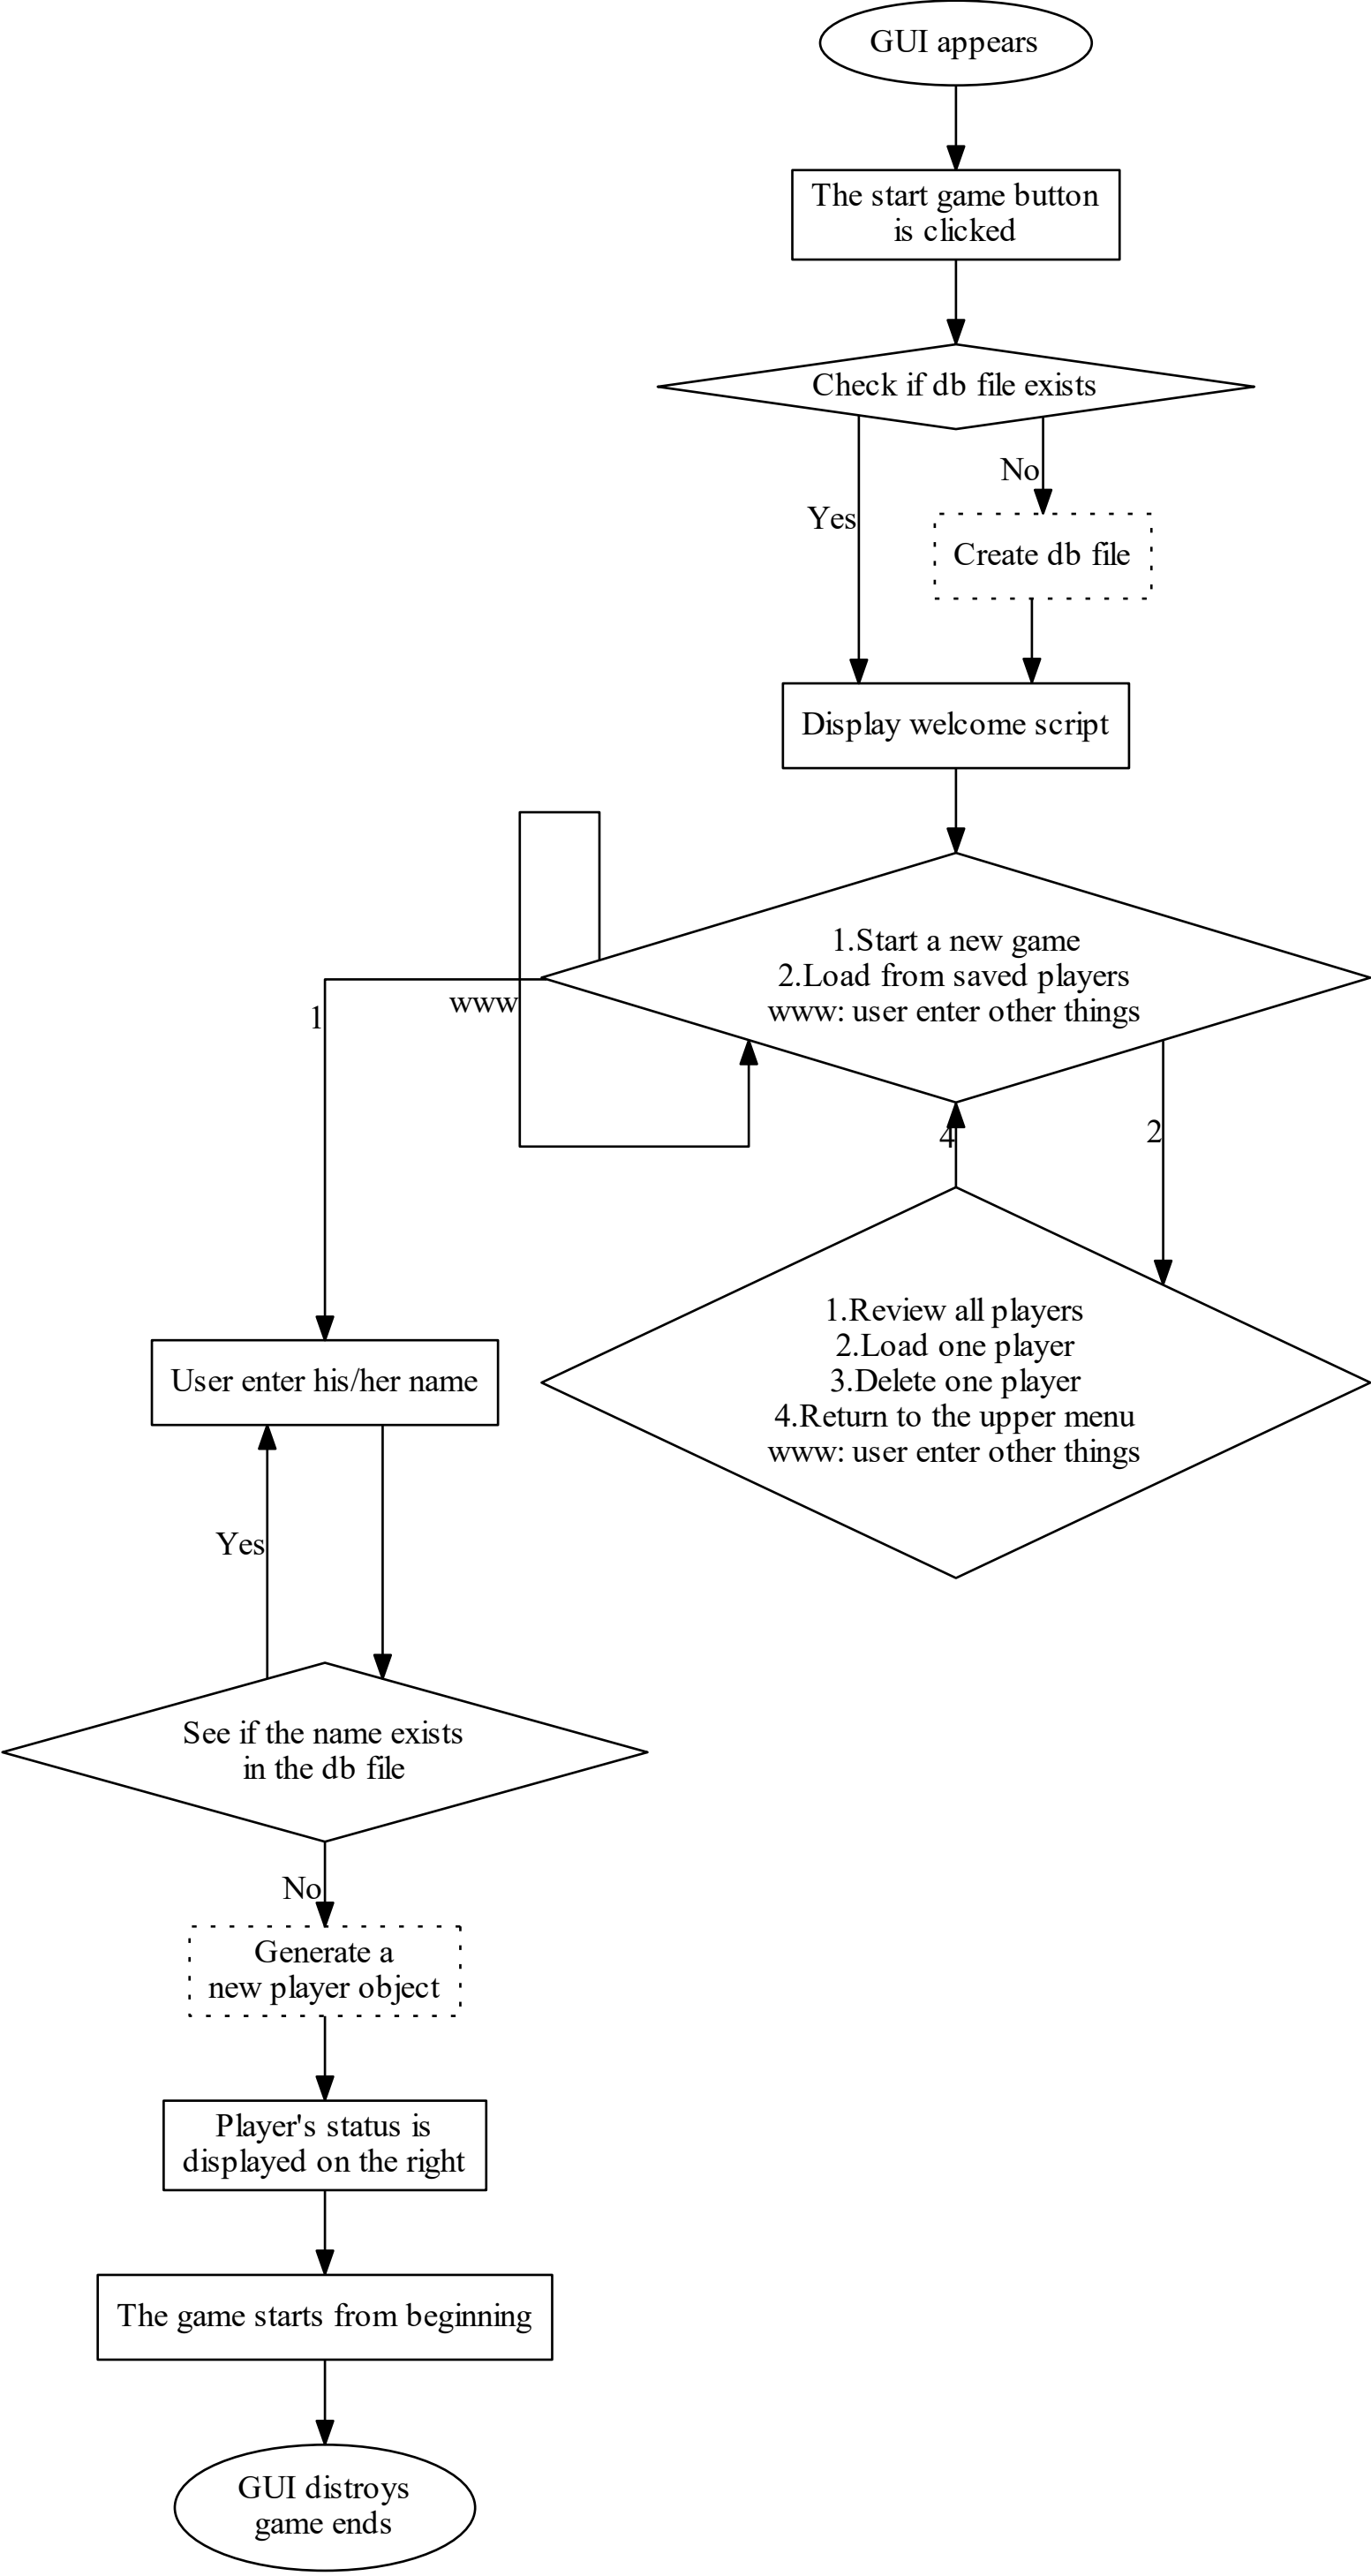 GUI appears
The start game button
is clicked
Check if db file exists
No
Yes
Create db file
Display welcome script
1.Start a new game
2.Load from saved players
www: user enter other things
www
1
4
2
1.Review all players
2.Load one player
3.Delete one player
4.Return to the upper menu
www: user enter other things
User enter his/her name
Yes
See if the name exists
in the db file
No
Generate a
new player object
Player's status is
displayed on the right
The game starts from beginning
GUI distroys
game ends